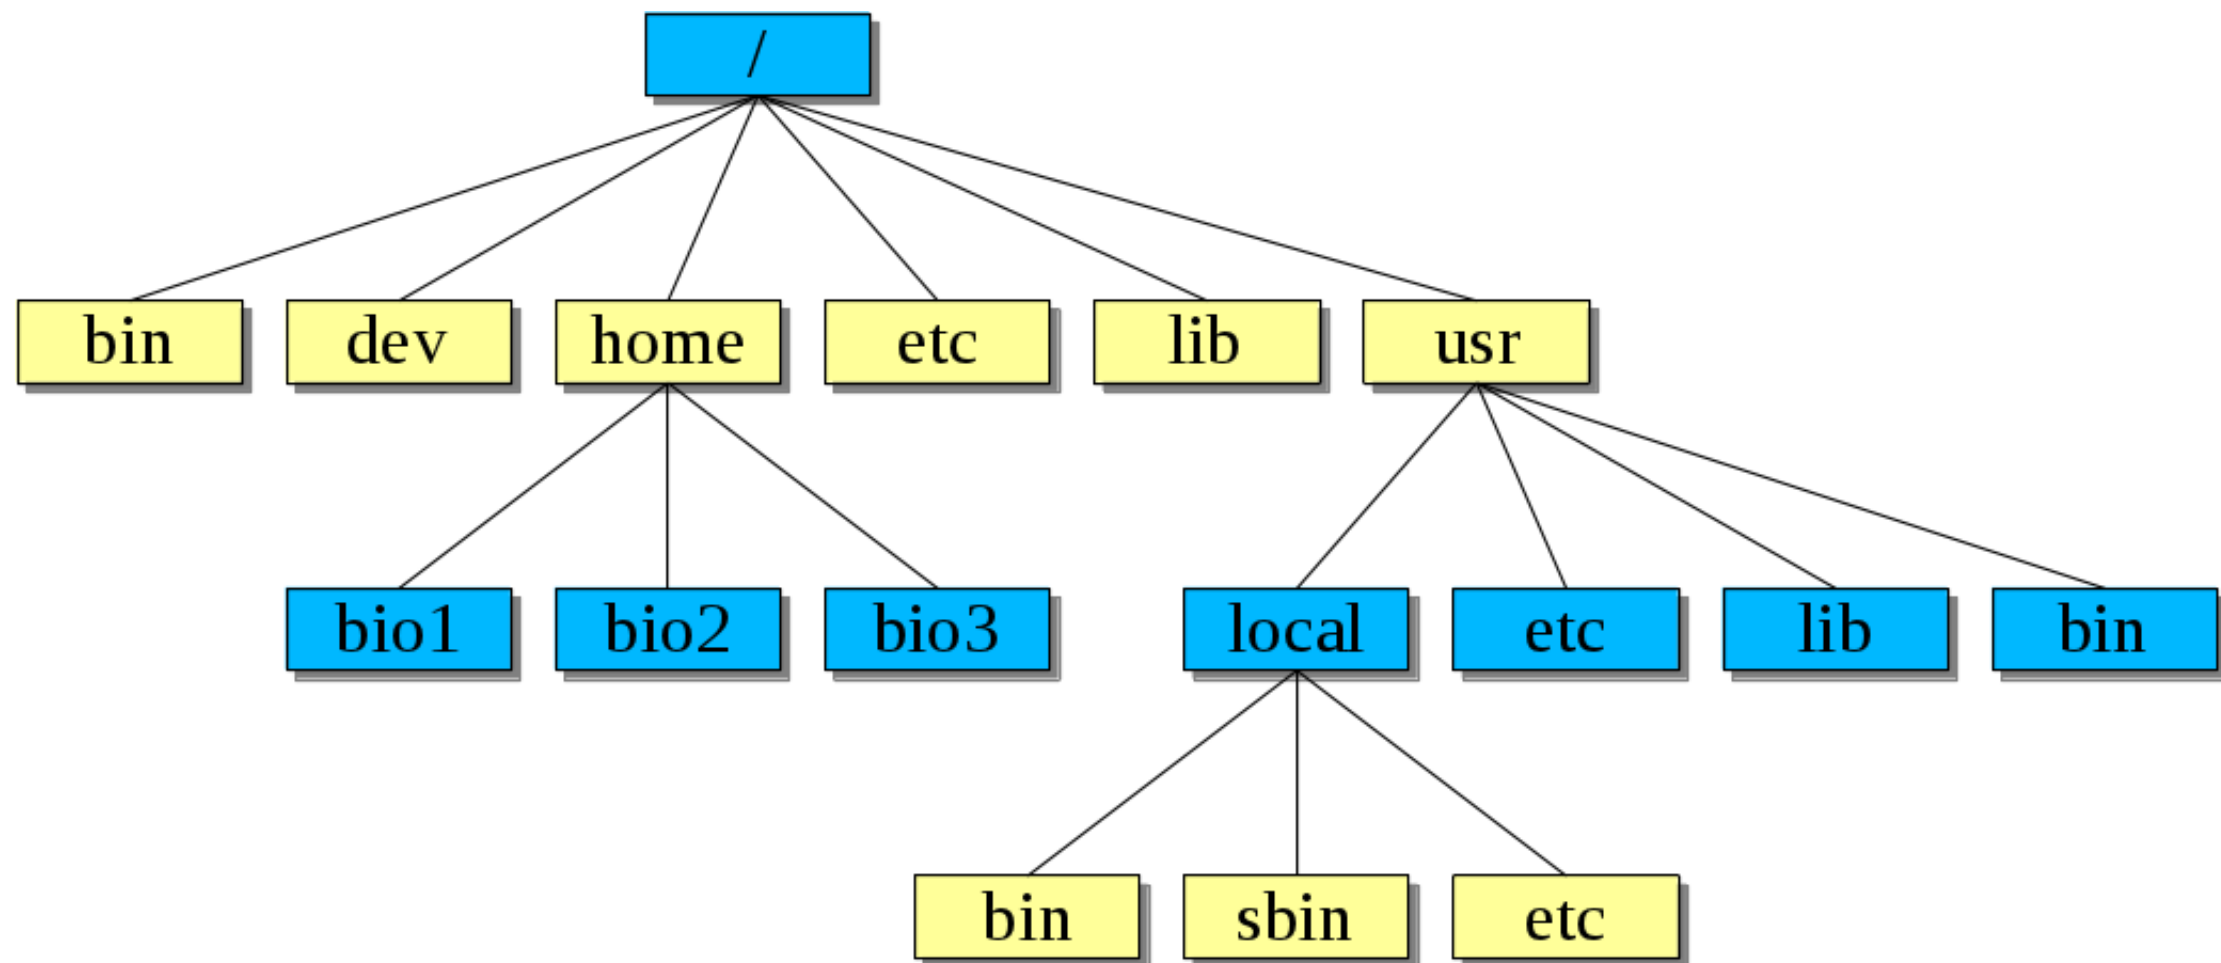 /
bin dev home etc lib usr
bio1 bio2 bio3 local etc lib bin
bin sbin etc